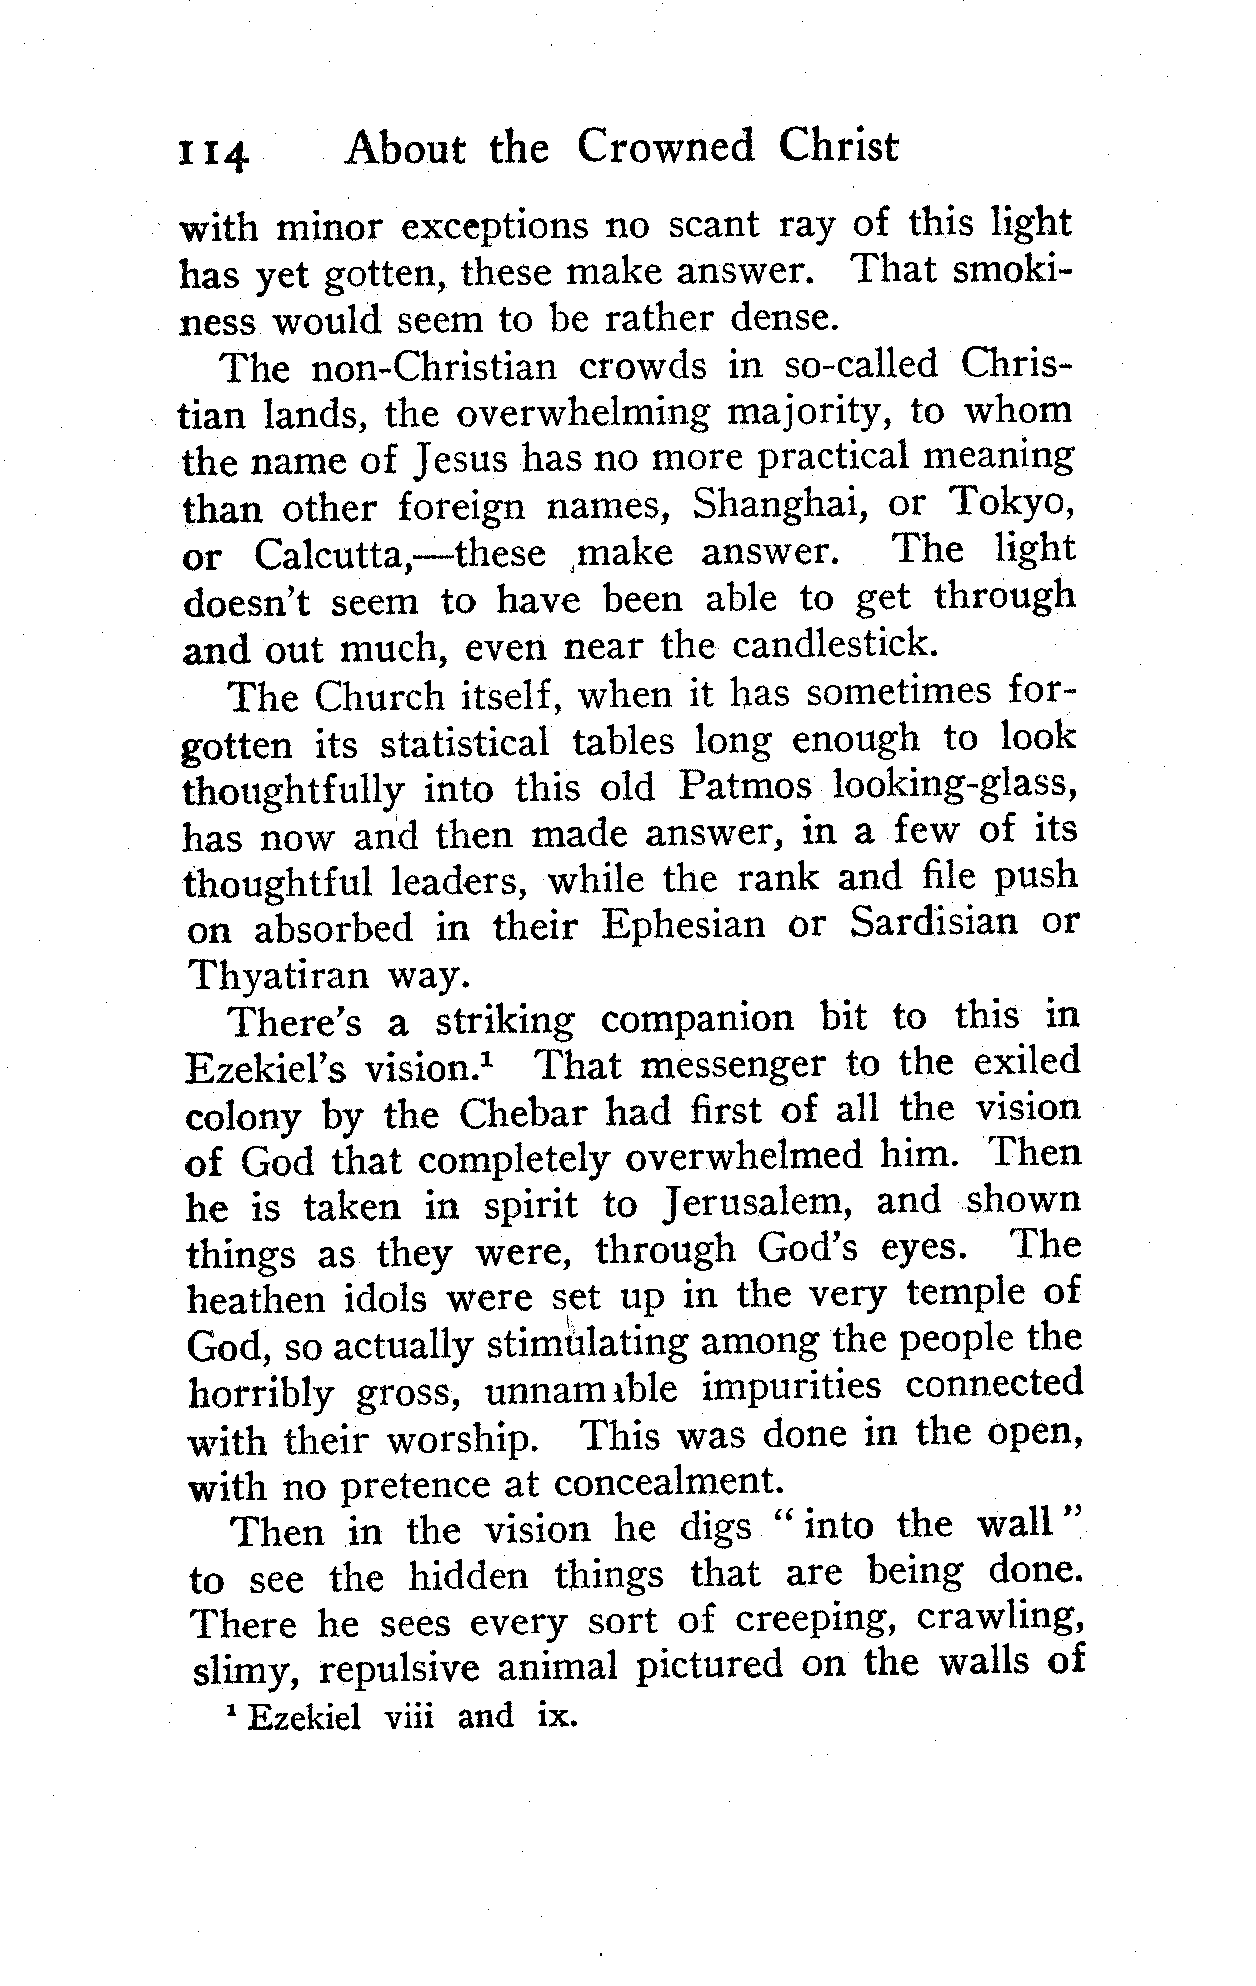 114 About the Crowned Christ
with minor exceptions no scant ray of this light
has yet gotten, these make answer. That smoki-
ness would seem to be rather dense.
The non-Christian crowds in so-called Chris-
tian lands, the overwhelming majority, to whom
the name of Jesus has no more practical meaning
than other foreign names, Shanghai, or Tokyo,
or Calcutta,—these make answer. The light
doesn't seem to have been able to get through
and out much, even near the candlestick.
The Church itself, when it has sometimes for-
gotten its statistical tables long enough to look
thoughtfully into this old Patmos looking-glass,
has now and then made answer, in a few of its
thoughtful leaders, while the rank and file push
on absorbed in their Ephesian or Sardisian or
Thyatiran way.
There's a striking companion bit to this in
Ezekiel's vision.¹ That messenger to the exiled
colony by the Chebar had first of all the vision
of God that completely overwhelmed him. Then
he is taken in spirit to Jerusalem, and shown
things as they were, through God's eyes. The
heathen idols were set up in the very temple of
God, so actually stimulating among the people the
horribly gross, unnamable impurities connected
with their worship. This was done in the open,
with no pretence at concealment.
Then in the vision he digs "into the wall"
to see the hidden things that are being done.
There he sees every sort of creeping, crawling,
slimy, repulsive animal pictured on the walls of
¹ Ezekiel viii and ix.